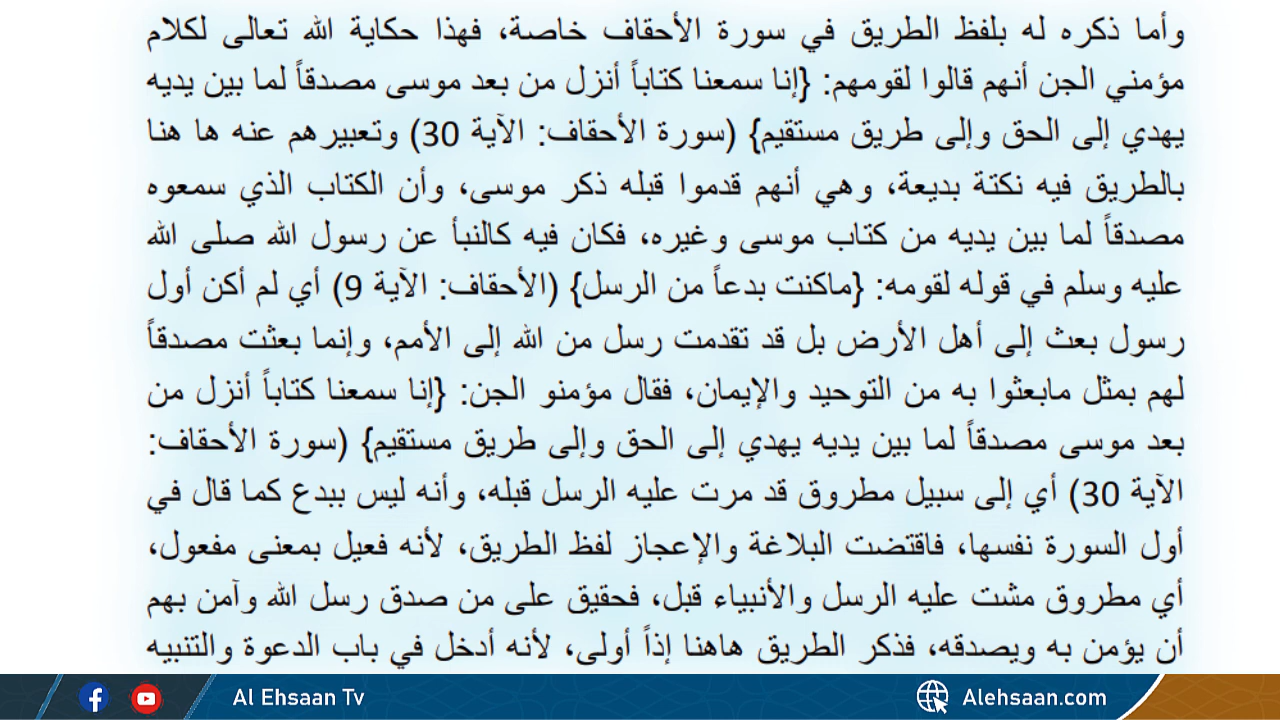 وأما ذكره له بلفظ الطريق في سورة الأحقاف خاصة، فهذا حكاية الله تعالى لكلام
مؤمني الجن أنهم قالوا لقومهم: {إنا سمعنا كتاباً أنزل من بعد موسى مصدقاً لما بين يديه
يهدي إلى الحق وإلى طريق مستقيم} (سورة الأحقاف: الآية 30) وتعبيرهم عنه ها هنا
بالطريق فيه نكتة بديعة، وهي أنهم قدموا قبله ذكر موسى، وأن الكتاب الذي سمعوه
مصدقاً لما بين يديه من كتاب موسى وغيره، فكان فيه كالنبأ عن رسول الله صلى الله
عليه وسلم في قوله لقومه: {ماكنت بدعاً من الرسل} (الأحقاف: الآية 9) أي لم أكن أول
رسول بعث إلى أهل الأرض بل قد تقدمت رسل من الله إلى الأمم، وإنما بعثت مصدقاً
لهم بمثل مابعثوا به من التوحيد والإيمان، فقال مؤمنو الجن: {إنا سمعنا كتاباً أنزل من
بعد موسى مصدقاً لما بين يديه يهدي إلى الحق وإلى طريق مستقيم} (سورة الأحقاف:
الآية 30) أي إلى سبيل مطروق قد مرت عليه الرسل قبله، وأنه ليس ببدع كما قال في
أول السورة نفسها، فاقتضت البلاغة والإعجاز لفظ الطريق، لأنه فعيل بمعنى مفعول،
أي مطروق مشت عليه الرسل والأنبياء قبل، فحقيق على من صدق رسل الله وآمن بهم
أن يؤمن به ويصدقه، فذكر الطريق هاهنا إذاً أولى، لأنه أدخل في باب الدعوة والتنبيه
Al Ehsaan Tv
Alehsaan.com